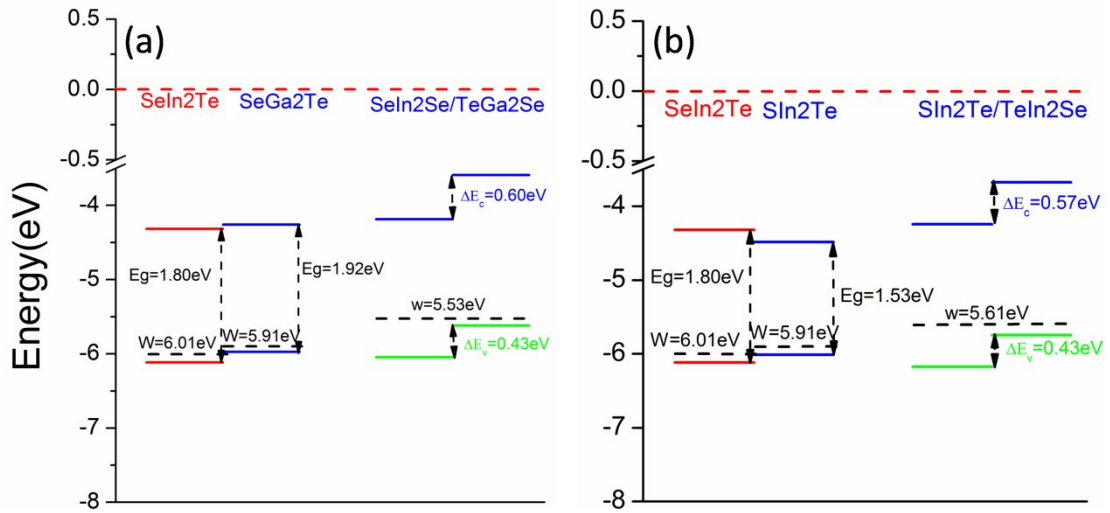 (a)
0.5
0.0
-0.5
-4
-5
-6
-7
-8
Energy(eV)
SeIn2Te
SeGa2Te
SeIn2Se/TeGa2Se
ΔEc=0.60eV
Eg=1.80eV
Eg=1.92eV
w=5.53eV
W=6.01eV
W=5.91eV
ΔEv=0.43eV
(b)
0.5
0.0
-0.5
-4
-5
-6
-7
-8
SeIn2Te
SIn2Te
SIn2Te/TeIn2Se
ΔEc=0.57eV
Eg=1.80eV
Eg=1.53eV
w=5.61eV
W=6.01eV
W=5.91eV
ΔEv=0.43eV